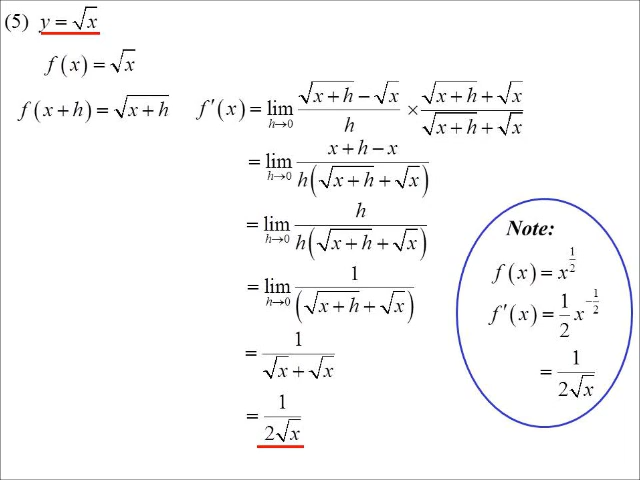 (5) y = √x
f(x) = √x
f(x+h) = √(x+h)
f'(x) = lim_{h→0} (√(x+h) − √x)/h × (√(x+h) + √x)/(√(x+h) + √x)
= lim_{h→0} (x+h−x)/(h(√(x+h) + √x))
= lim_{h→0} h/(h(√(x+h) + √x))
= lim_{h→0} 1/((√(x+h) + √x))
= 1/(√x + √x)
= 1/(2√x)
Note:
f(x) = x^{1/2}
f'(x) = 1/2 x^{−1/2}
= 1/(2√x)